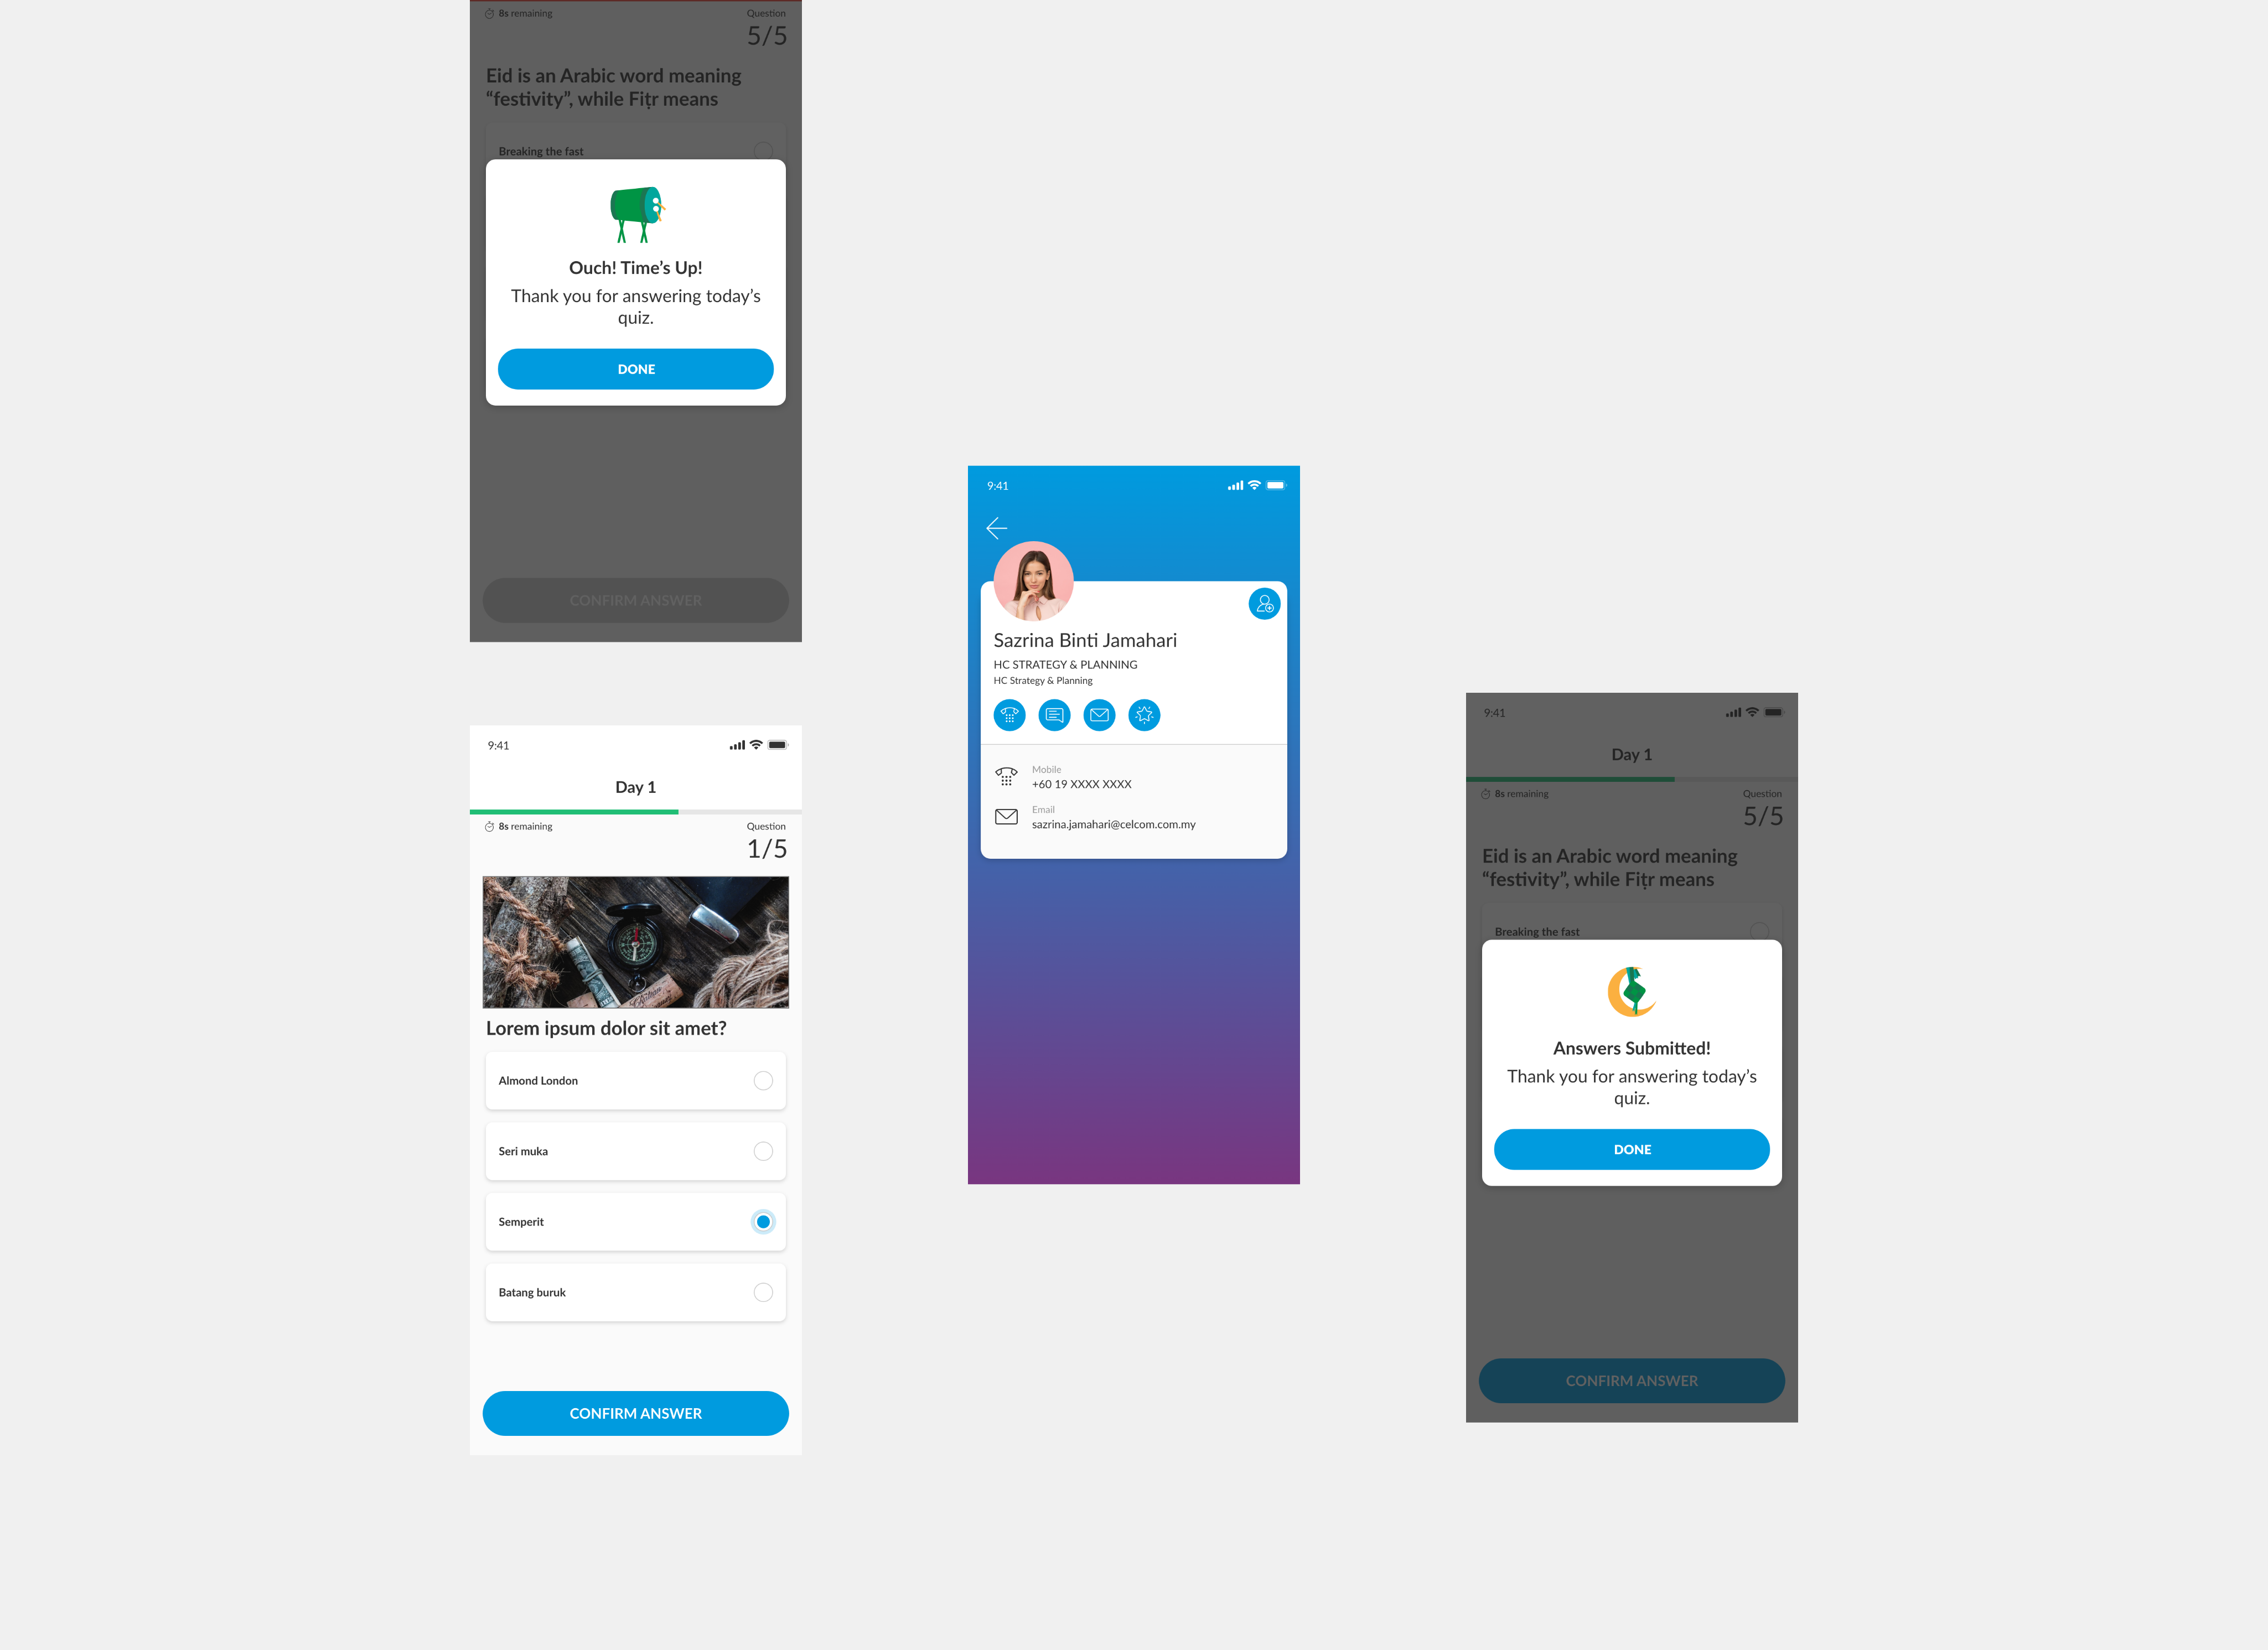 8s remaining
Question
5/5
Eid is an Arabic word meaning
“festivity”, while Fiṭr means
Breaking the fast
Ouch! Time’s Up!
Thank you for answering today’s
quiz.
DONE
CONFIRM ANSWER
9:41
Day 1
8s remaining
Question
1/5
Lorem ipsum dolor sit amet?
Almond London
Seri muka
Semperit
Batang buruk
CONFIRM ANSWER
9:41
Sazrina Binti Jamahari
HC STRATEGY & PLANNING
HC Strategy & Planning
Mobile
+60 19 XXXX XXXX
Email
sazrina.jamahari@celcom.com.my
9:41
Day 1
8s remaining
Question
5/5
Eid is an Arabic word meaning
“festivity”, while Fiṭr means
Breaking the fast
Answers Submitted!
Thank you for answering today’s
quiz.
DONE
CONFIRM ANSWER